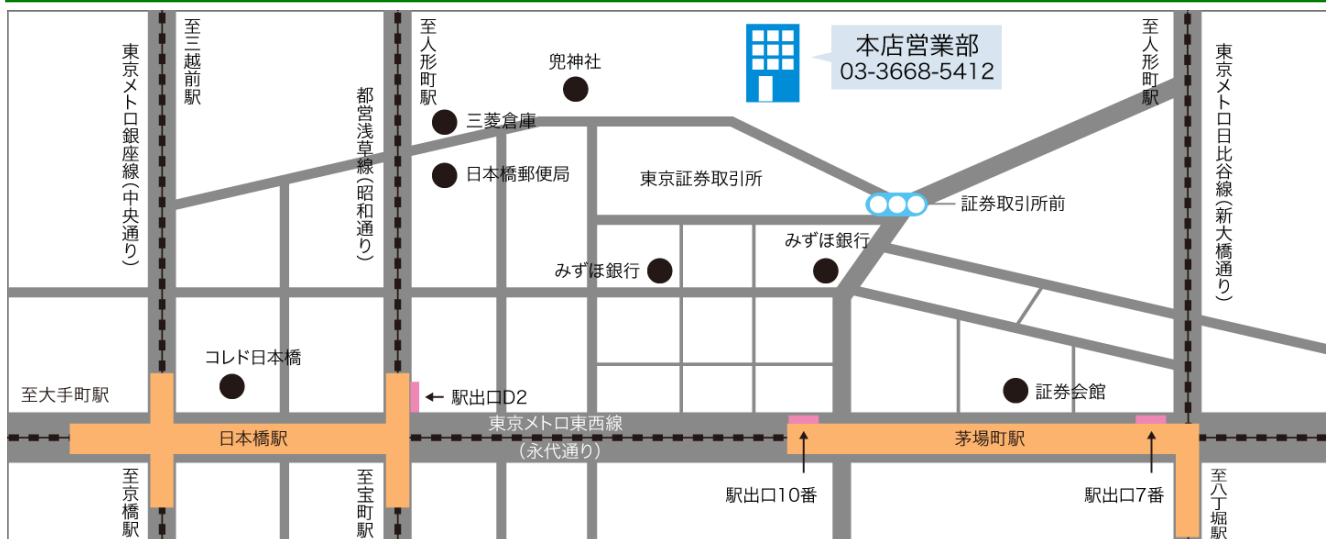 東京メトロ銀座線(中央通り)
至三越前駅
都営浅草線(昭和通り)
至人形町駅
兜神社
三菱倉庫
日本橋郵便局
本店営業部
03-3668-5412
至人形町駅
東京メトロ日比谷線(新大橋通り)
東京証券取引所
証券取引所前
みずほ銀行
みずほ銀行
コレド日本橋
至大手町駅
駅出口D2
証券会館
日本橋駅
東京メトロ東西線
(永代通り)
茅場町駅
至京橋駅
至宝町駅
駅出口10番
駅出口7番
至八丁堀駅